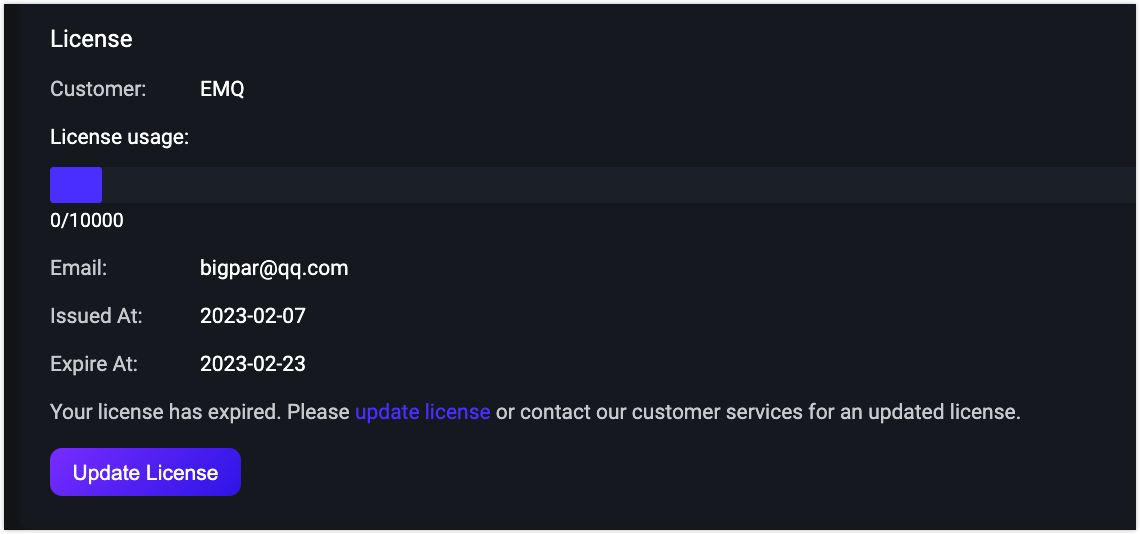 License
Customer: EMQ
License usage:
0/10000
Email: bigpar@qq.com
Issued At: 2023-02-07
Expire At: 2023-02-23
Your license has expired. Please update license or contact our customer services for an updated license.
Update License